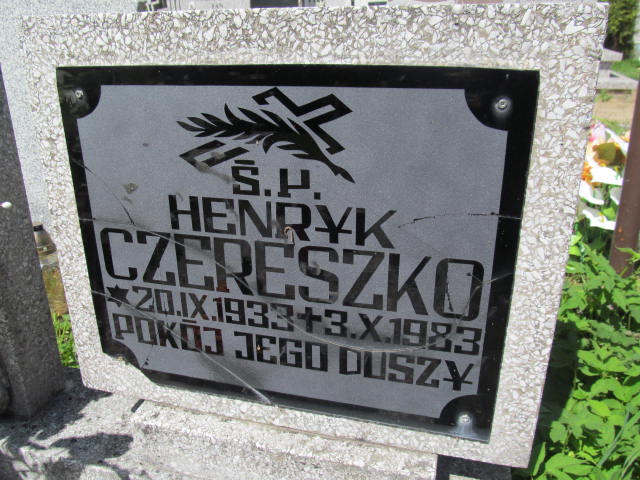 Ś.P.
HENRYK
CZERESZKO
★20.IX.1933+3.X.1983
POKÓJ JEGO DUSZY